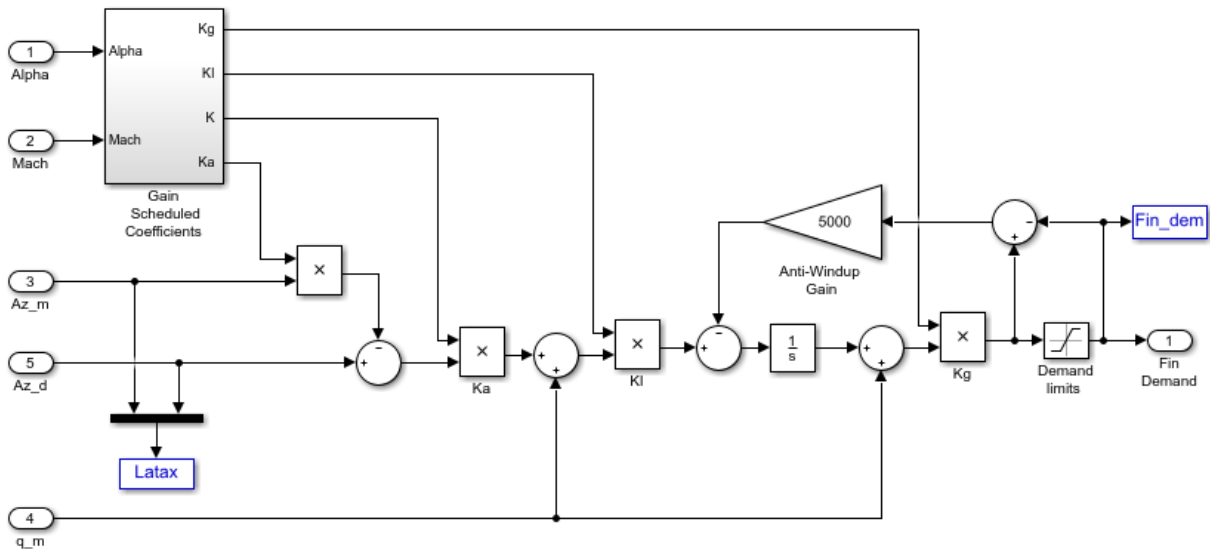 Kg
1
Alpha
Alpha
Kl
K
2
Mach
Mach
Ka
Gain
Scheduled
Coefficients
5000
Fin_dem
Anti-Windup
Gain
×
3
Az_m
5
Az_d
×
Ka
×
Kl
1
s
×
Kg
Demand
limits
1
Fin
Demand
Latax
4
q_m